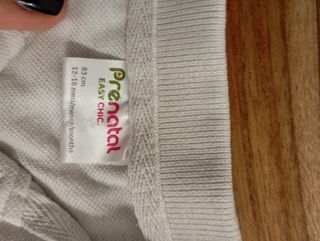 Prenatal
EASY CHIC
83 cm
12-18 mesi/meses/months